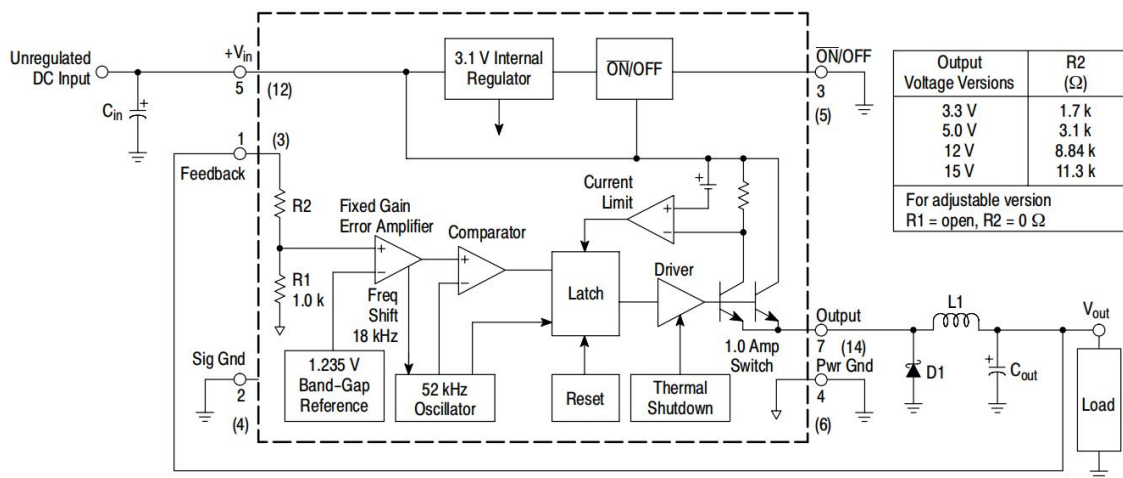 Unregulated
DC Input
Cin
+
+Vin
5
(12)
3.1 V Internal
Regulator
ON/OFF
ON/OFF
3
(5)
1
(3)
Feedback
R2
R1
1.0 k
Fixed Gain
Error Amplifier
+
−
Freq
Shift
18 kHz
Comparator
+
−
Current
Limit
+
−
+
Latch
Driver
1.0 Amp
Switch
Output
7
(14)
Pwr Gnd
4
(6)
Sig Gnd
2
(4)
1.235 V
Band−Gap
Reference
52 kHz
Oscillator
Reset
Thermal
Shutdown
L1
D1
+
Cout
Vout
Load
Output
Voltage Versions
R2
(Ω)
3.3 V 1.7 k
5.0 V 3.1 k
12 V 8.84 k
15 V 11.3 k
For adjustable version
R1 = open, R2 = 0 Ω